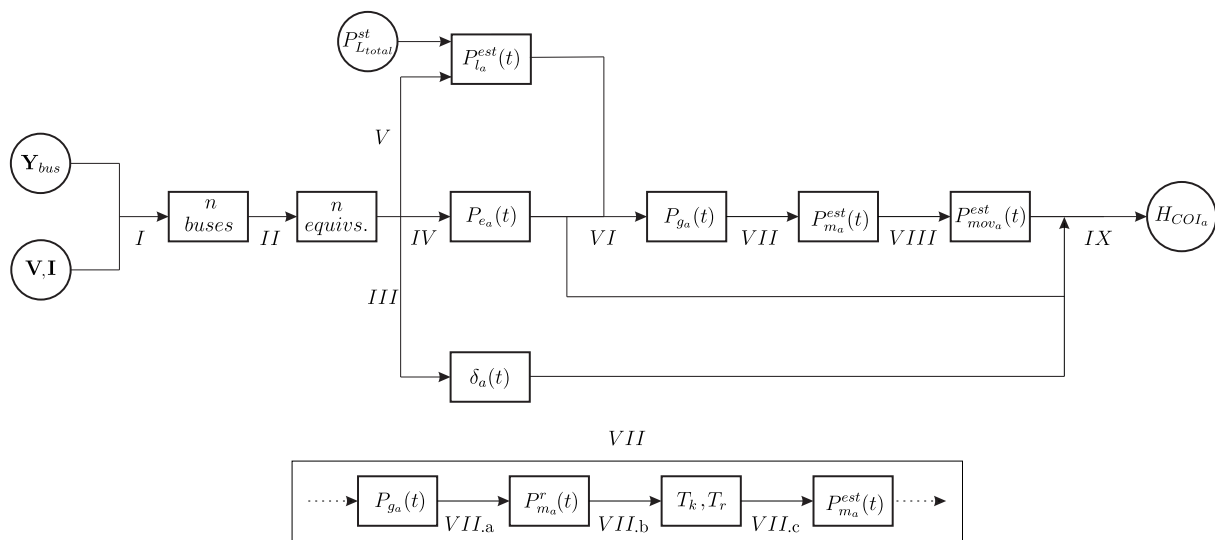 P^{st}_{L_{total}}
P^{est}_{l_a}(t)
V
Y_{bus}
n buses
n equivs.
P_{e_a}(t)
P_{g_a}(t)
P^{est}_{m_a}(t)
P^{est}_{mov_a}(t)
H_{COI_a}
I
II
IV
VI
VII
VIII
IX
V,I
III
δ_a(t)
VII
P_{g_a}(t)
P^{r}_{m_a}(t)
T_k,T_r
P^{est}_{m_a}(t)
VII.a
VII.b
VII.c